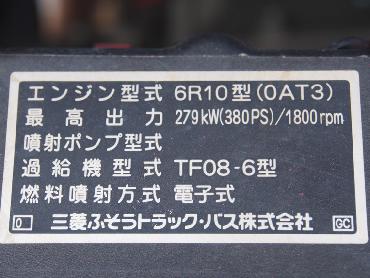 エンジン型式 6R10型(0AT3)
最高出力 279kW(380PS)/1800rpm
噴射ポンプ型式
過給機型式 TF08-6型
燃料噴射方式 電子式
0 三菱ふそうトラック・バス株式会社 GC